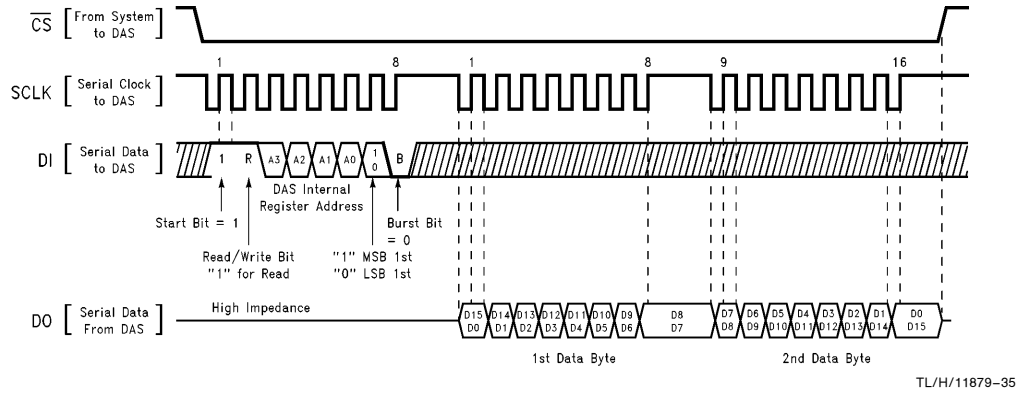 CS [ From System to DAS ]
1 8 1 8 9 16
SCLK [ Serial Clock to DAS ]
DI [ Serial Data to DAS ]
1 R A3 A2 A1 A0 1 0 B
DAS Internal
Register Address
Start Bit = 1
Burst Bit
= 0
Read/Write Bit
"1" for Read
"1" MSB 1st
"0" LSB 1st
DO [ Serial Data From DAS ]
High Impedance
D15 D14 D13 D12 D11 D10 D9 D8 D7 D6 D5 D4 D3 D2 D1 D0
D0 D1 D2 D3 D4 D5 D6 D7 D8 D9 D10 D11 D12 D13 D14 D15
1st Data Byte
2nd Data Byte
TL/H/11879–35